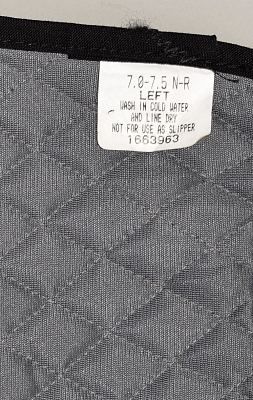 7.0-7.5 N-R
LEFT
WASH IN COLD WATER
AND LINE DRY
NOT FOR USE AS SLIPPER
1663963